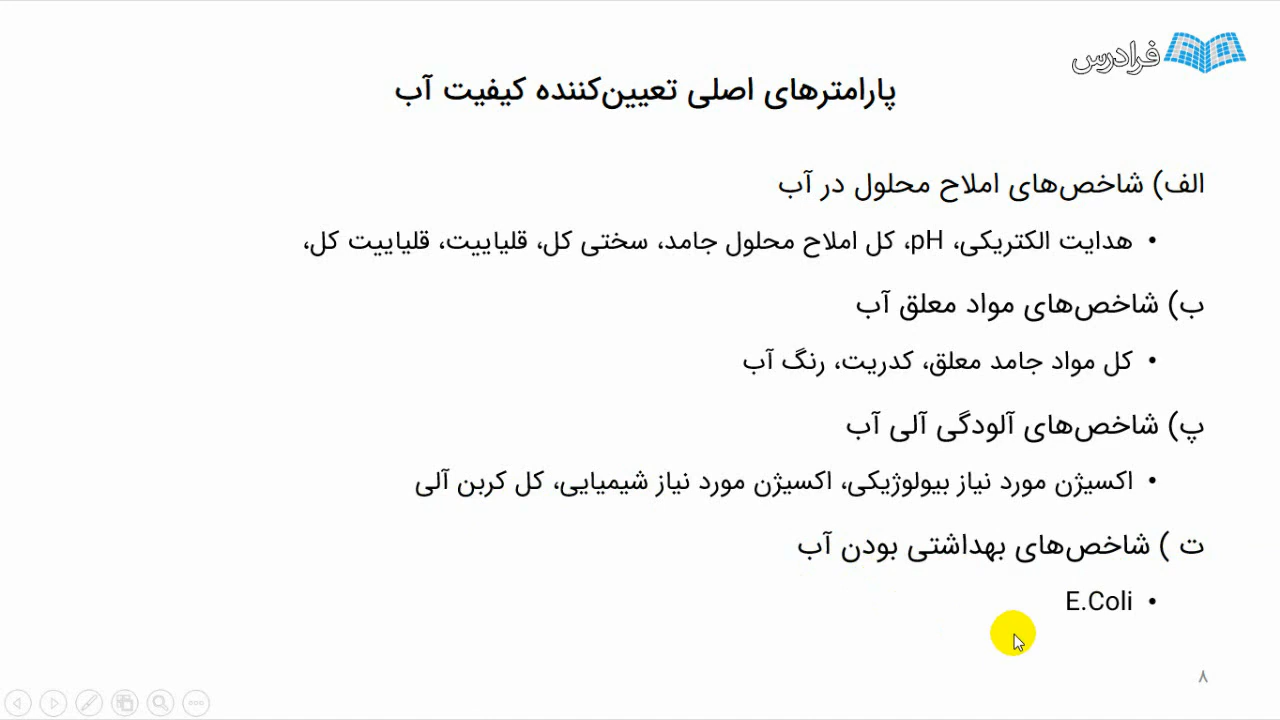 فرادرس
پارامترهای اصلی تعیین‌کننده کیفیت آب
الف) شاخص‌های املاح محلول در آب
• هدایت الکتریکی، pH، کل املاح محلول جامد، سختی کل، قلیاییت، قلیاییت کل،
ب) شاخص‌های مواد معلق آب
• کل مواد جامد معلق، کدریت، رنگ آب
پ) شاخص‌های آلودگی آلی آب
• اکسیژن مورد نیاز بیولوژیکی، اکسیژن مورد نیاز شیمیایی، کل کربن آلی
ت ) شاخص‌های بهداشتی بودن آب
• E.Coli
۸